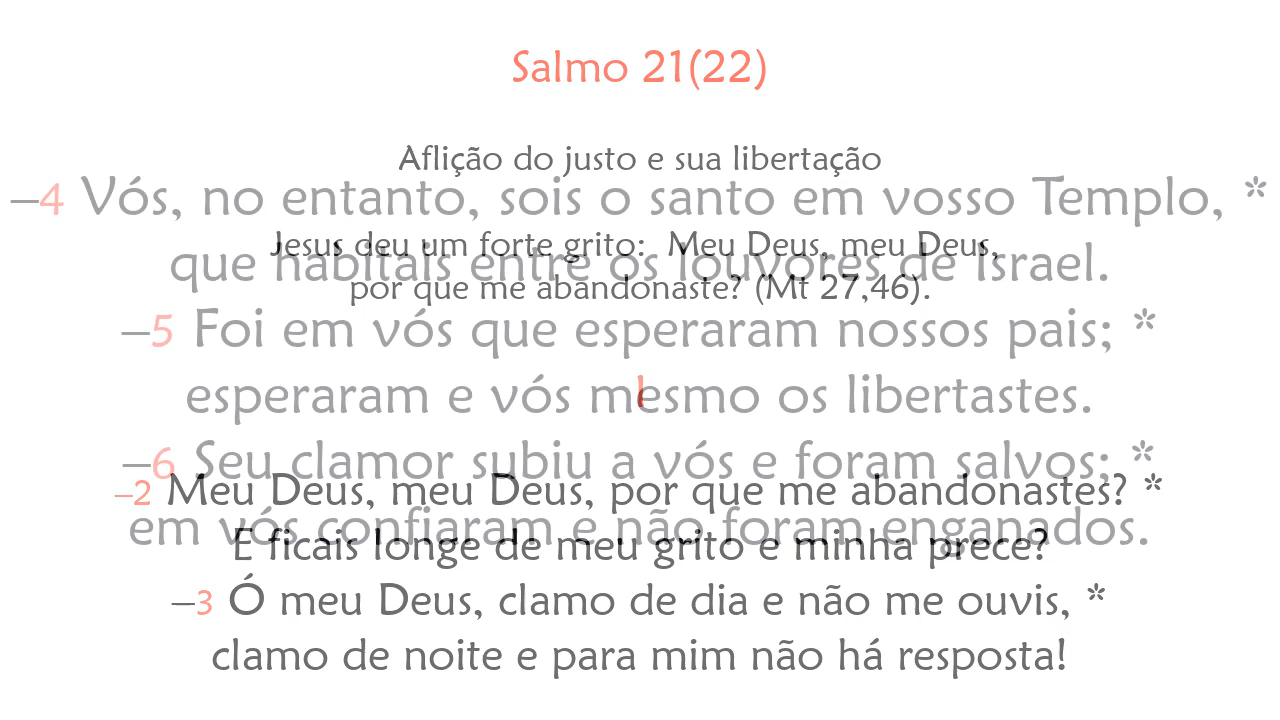 Salmo 21(22)
Aflição do justo e sua libertação
Jesus deu um forte grito: Meu Deus, meu Deus,
por que me abandonaste? (Mt 27,46).
I
–2 Meu Deus, meu Deus, por que me abandonastes? *
E ficais longe de meu grito e minha prece?
–3 Ó meu Deus, clamo de dia e não me ouvis, *
clamo de noite e para mim não há resposta!
–4 Vós, no entanto, sois o santo em vosso Templo, *
que habitais entre os louvores de Israel.
–5 Foi em vós que esperaram nossos pais; *
esperaram e vós mesmo os libertastes.
–6 Seu clamor subiu a vós e foram salvos; *
em vós confiaram e não foram enganados.